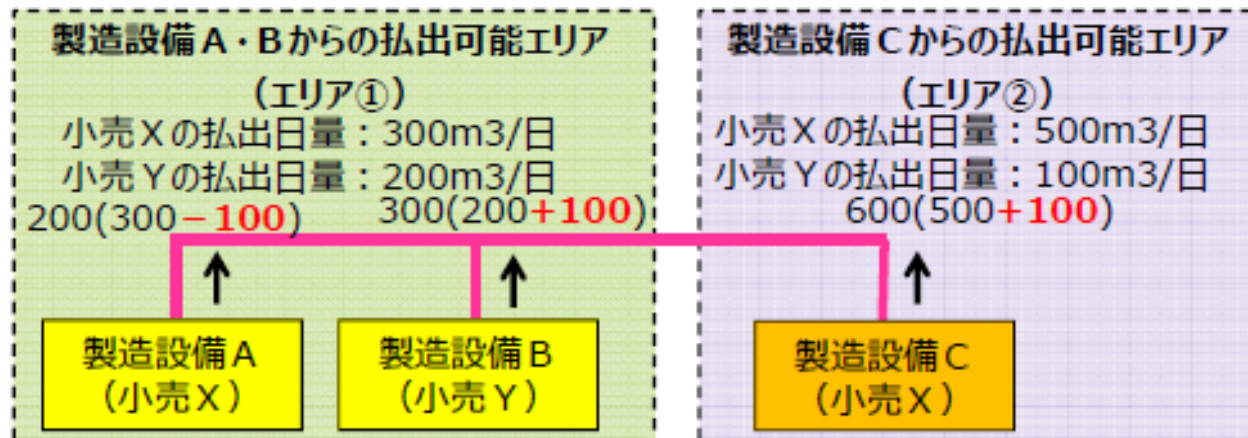 製造設備A・Bからの払出可能エリア
(エリア①)
小売Xの払出日量:300m3/日
小売Yの払出日量:200m3/日
200(300-100)
300(200+100)
製造設備A
(小売X)
製造設備B
(小売Y)
製造設備Cからの払出可能エリア
(エリア②)
小売Xの払出日量:500m3/日
小売Yの払出日量:100m3/日
600(500+100)
製造設備C
(小売X)